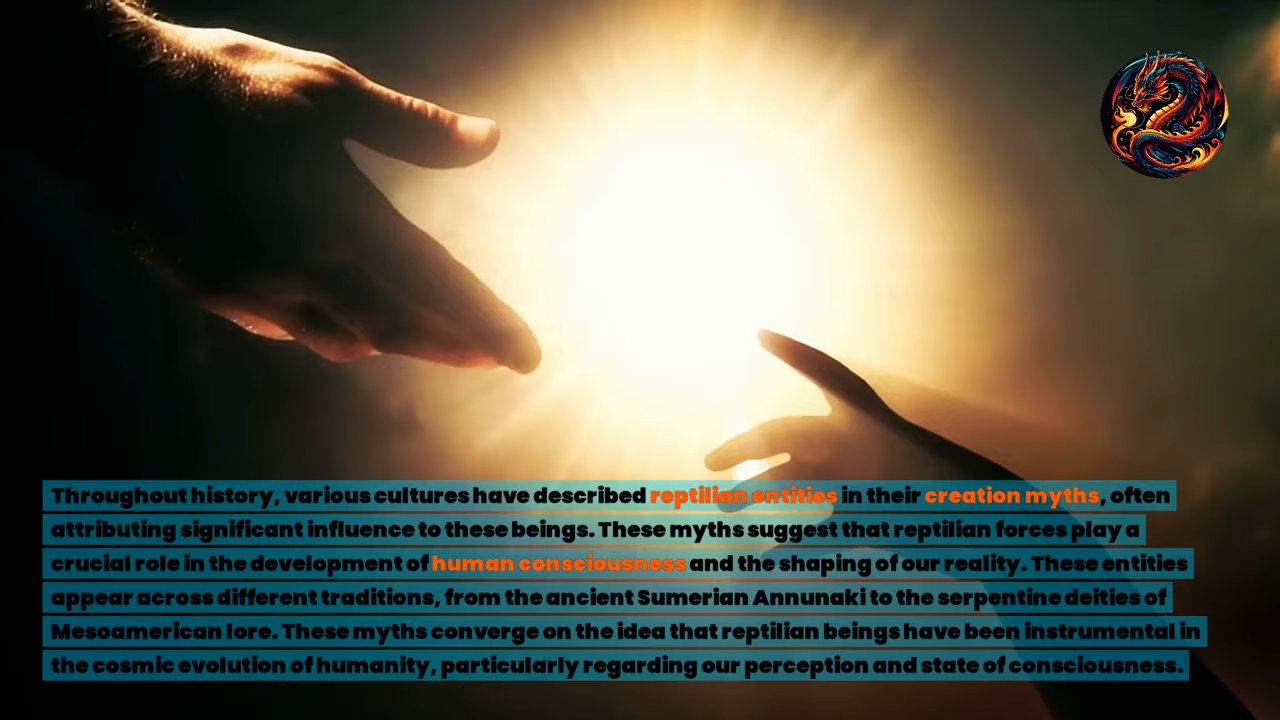 Throughout history, various cultures have described reptilian entities in their creation myths, often
attributing significant influence to these beings. These myths suggest that reptilian forces play a
crucial role in the development of human consciousness and the shaping of our reality. These entities
appear across different traditions, from the ancient Sumerian Annunaki to the serpentine deities of
Mesoamerican lore. These myths converge on the idea that reptilian beings have been instrumental in
the cosmic evolution of humanity, particularly regarding our perception and state of consciousness.